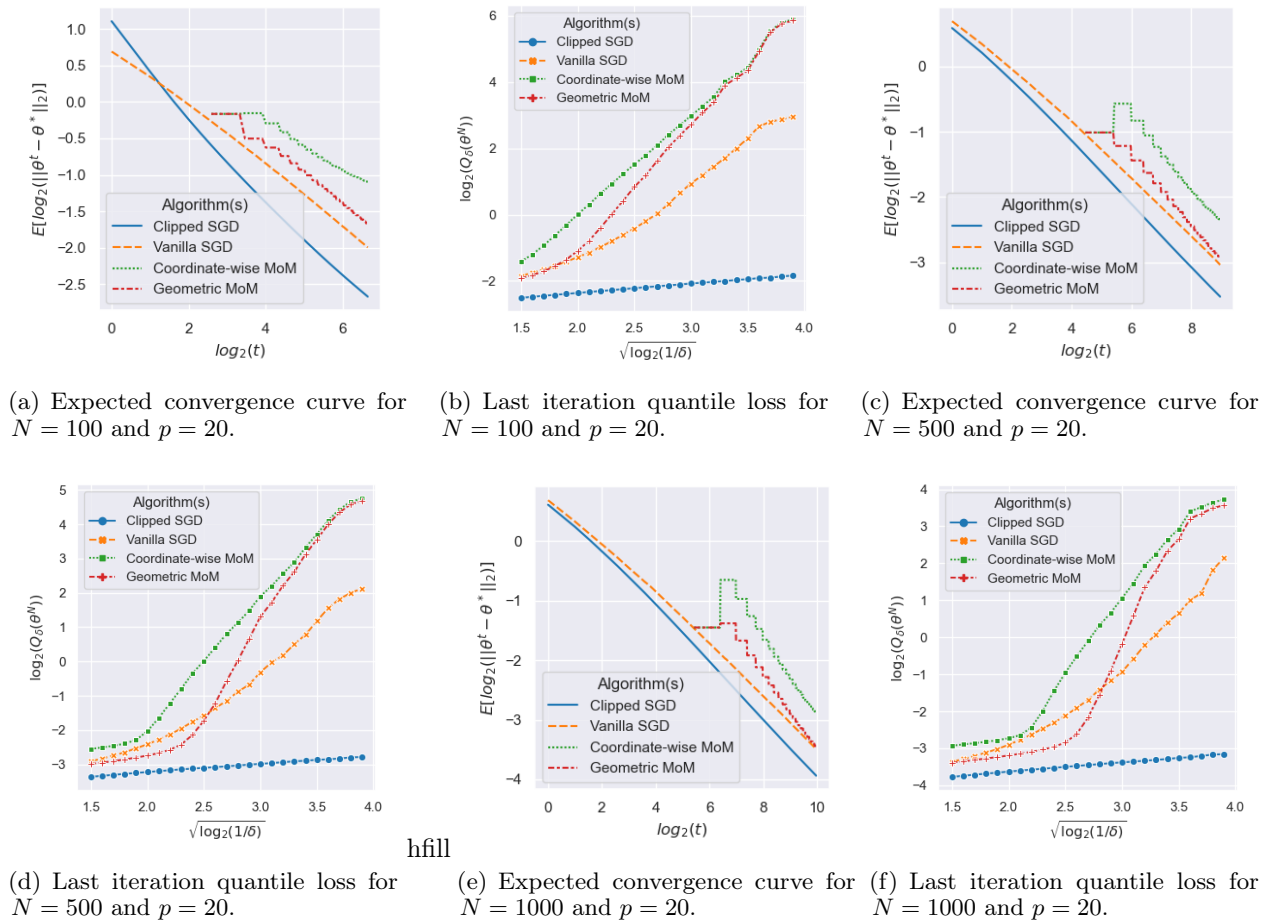 1.0
0.5
0.0
−0.5
−1.0
−1.5
−2.0
−2.5
E[log₂(||θᵗ − θ*||₂)]
Algorithm(s)
Clipped SGD
Vanilla SGD
Coordinate-wise MoM
Geometric MoM
0 2 4 6
log₂(t)
6
4
2
0
−2
log₂(Q_δ(θᴺ))
Algorithm(s)
Clipped SGD
Vanilla SGD
Coordinate-wise MoM
Geometric MoM
1.5 2.0 2.5 3.0 3.5 4.0
√log₂(1/δ)
0
−1
−2
−3
E[log₂(||θᵗ − θ*||₂)]
Algorithm(s)
Clipped SGD
Vanilla SGD
Coordinate-wise MoM
Geometric MoM
0 2 4 6 8
log₂(t)
(a) Expected convergence curve for
N = 100 and p = 20.
(b) Last iteration quantile loss for
N = 100 and p = 20.
(c) Expected convergence curve for
N = 500 and p = 20.
5
4
3
2
1
0
−1
−2
−3
log₂(Q_δ(θᴺ))
Algorithm(s)
Clipped SGD
Vanilla SGD
Coordinate-wise MoM
Geometric MoM
1.5 2.0 2.5 3.0 3.5 4.0
√log₂(1/δ)
hfill
0
−1
−2
−3
−4
E[log₂(||θᵗ − θ*||₂)]
Algorithm(s)
Clipped SGD
Vanilla SGD
Coordinate-wise MoM
Geometric MoM
0 2 4 6 8 10
log₂(t)
4
3
2
1
0
−1
−2
−3
−4
log₂(Q_δ(θᴺ))
Algorithm(s)
Clipped SGD
Vanilla SGD
Coordinate-wise MoM
Geometric MoM
1.5 2.0 2.5 3.0 3.5 4.0
√log₂(1/δ)
(d) Last iteration quantile loss for
N = 500 and p = 20.
(e) Expected convergence curve for
N = 1000 and p = 20.
(f) Last iteration quantile loss for
N = 1000 and p = 20.